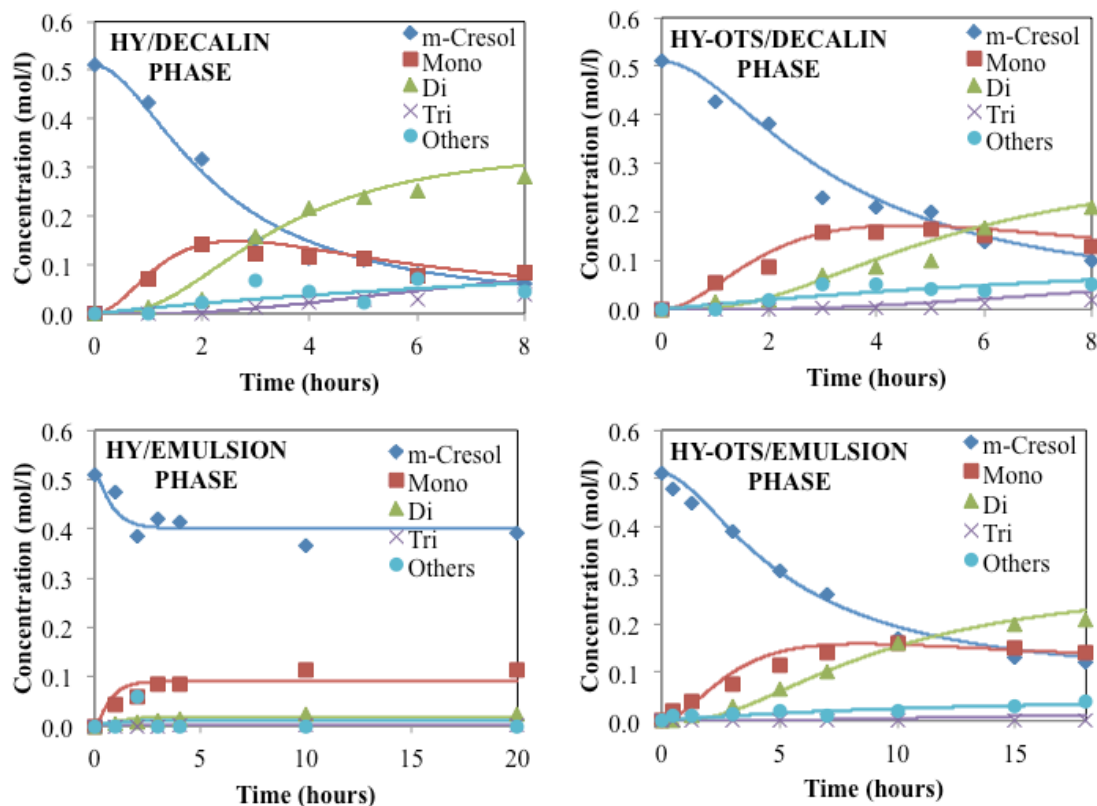 HY/DECALIN
PHASE
m-Cresol
Mono
Di
Tri
Others
Concentration (mol/l)
0.6
0.5
0.4
0.3
0.2
0.1
0.0
0 2 4 6 8
Time (hours)
HY-OTS/DECALIN
PHASE
m-Cresol
Mono
Di
Tri
Others
Concentration (mol/l)
0.6
0.5
0.4
0.3
0.2
0.1
0.0
0 2 4 6 8
Time (hours)
HY/EMULSION
PHASE
m-Cresol
Mono
Di
Tri
Others
Concentration (mol/l)
0.6
0.5
0.4
0.3
0.2
0.1
0.0
0 5 10 15 20
Time (hours)
HY-OTS/EMULSION
PHASE
m-Cresol
Mono
Di
Tri
Others
Concentration (mol/l)
0.6
0.5
0.4
0.3
0.2
0.1
0.0
0 5 10 15
Time (hours)